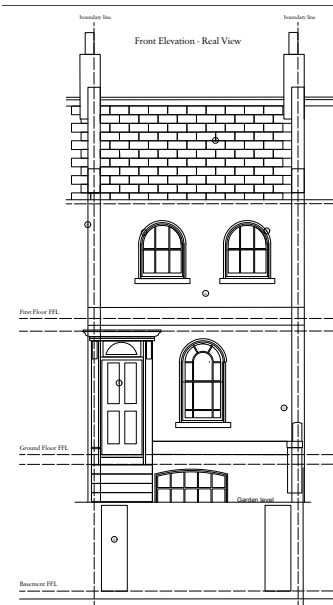 boundary line
boundary line
Front Elevation - Real View
First Floor FFL
Ground Floor FFL
Garden level
Basement FFL